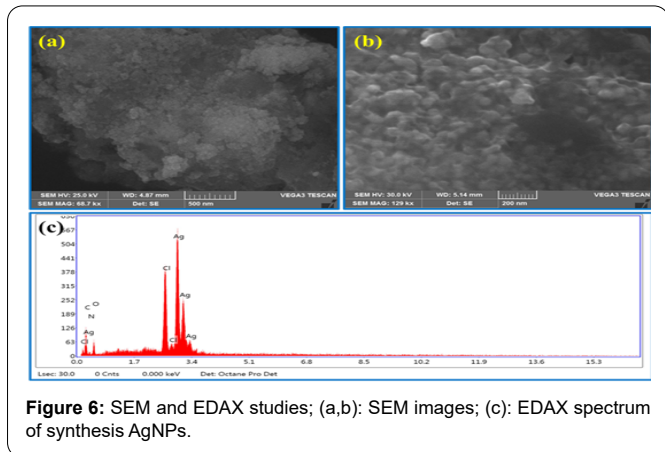 (a)
SEM HV: 25.0 kV WD: 4.87 mm VEGA3 TESCAN
SEM MAG: 68.7 kx Det: SE 500 nm
(b)
SEM HV: 30.0 kV WD: 5.14 mm VEGA3 TESCAN
SEM MAG: 129 kx Det: SE 200 nm
(c)
630
567
504
441
378
315
252
189
126
63
0
Ag
Cl
Ag
C O
N
Ag
Cl
Cl
Ag
0.0 1.7 3.4 5.1 6.8 8.5 10.2 11.9 13.6 15.3
Lsec: 30.0 0 Cnts 0.000 keV Det: Octane Pro Det
Figure 6: SEM and EDAX studies; (a,b): SEM images; (c): EDAX spectrum
of synthesis AgNPs.